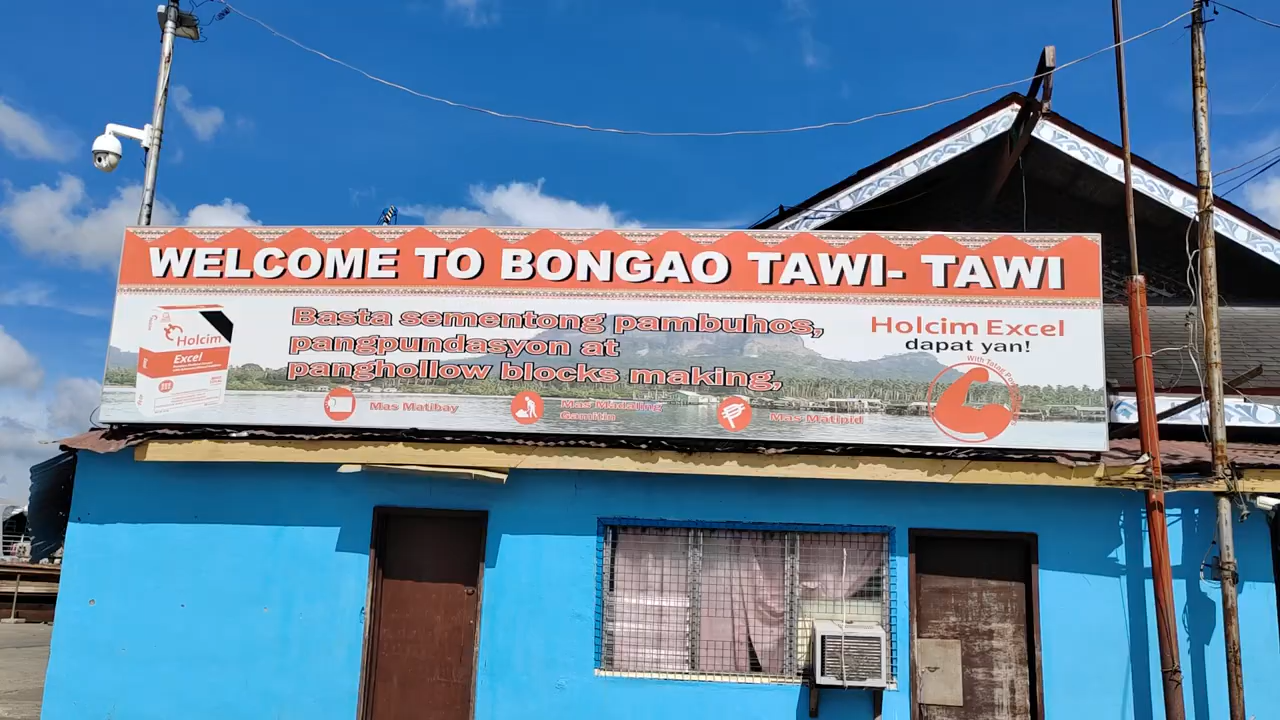 WELCOME TO BONGAO TAWI- TAWI
Holcim
Excel
Basta sementong pambuhos,
pangpundasyon at
panghollow blocks making,
Holcim Excel
dapat yan!
Mas Matibay
Mas Madaling
Gamitin
Mas Matipid